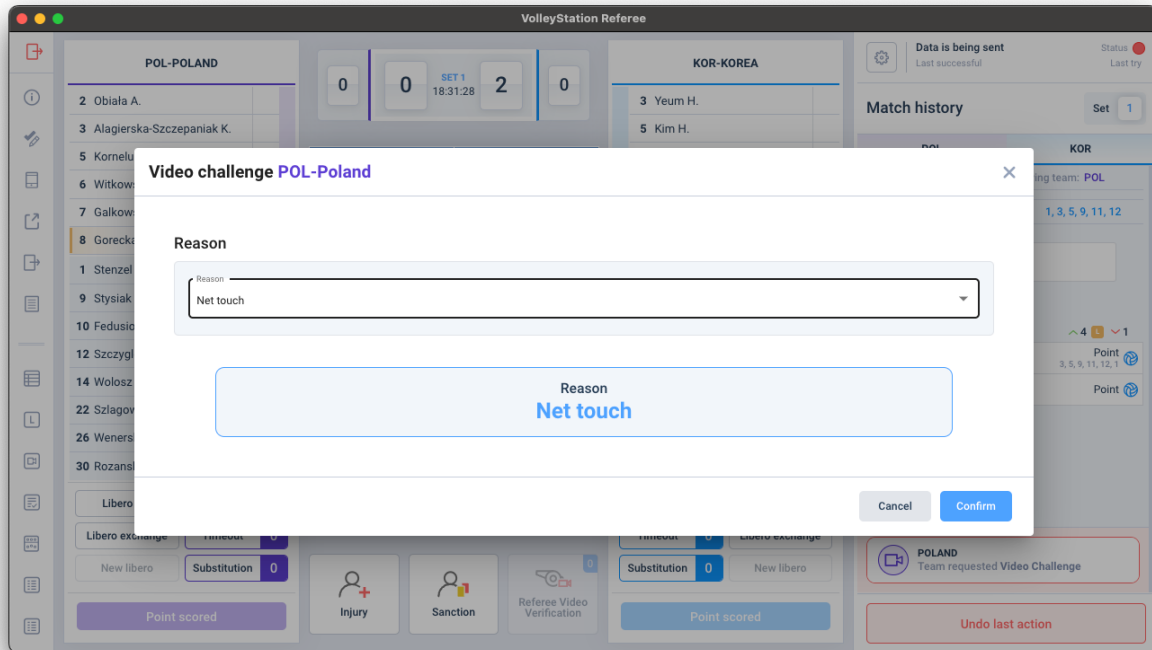 VolleyStation Referee
POL-POLAND
0
0
SET 1
18:31:28
2
0
KOR-KOREA
Data is being sent
Last successful
Status
Last try
Match history
Set 1
2 Obiała A.
3 Alagierska-Szczepaniak K.
5 Kornelu
6 Witkow
7 Galkow
8 Gorecka
1 Stenzel
9 Stysiak
10 Fedusio
12 Szczygl
14 Wolosz
22 Szlagow
26 Weners
30 Rozansl
3 Yeum H.
5 Kim H.
POL
KOR
ing team: POL
1, 3, 5, 9, 11, 12
4 L 1
Point
3, 5, 9, 11, 12, 1
Point
Video challenge POL-Poland
Reason
Reason
Net touch
Reason
Net touch
Cancel
Confirm
Libero
Libero exchange
Timeout 0
New libero
Substitution 0
Point scored
Injury
Sanction
0
Referee Video
Verification
Timeout 0
Libero exchange
Substitution 0
New libero
Point scored
POLAND
Team requested Video Challenge
Undo last action
L